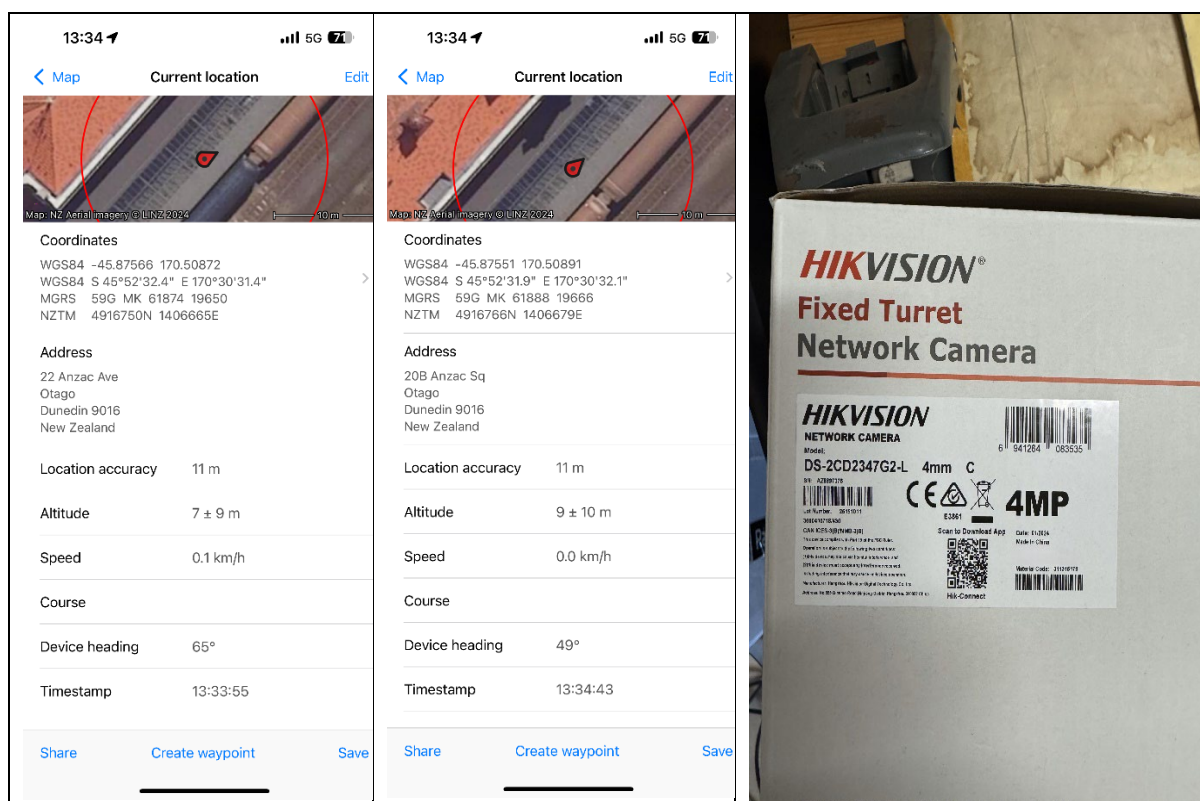 13:34
5G 71
Map
Current location
Edit
Map: NZ Aerial imagery © LINZ 2024
10 m
Coordinates
WGS84 -45.87566 170.50872
WGS84 S 45°52'32.4" E 170°30'31.4"
MGRS 59G MK 61874 19650
NZTM 4916750N 1406665E
Address
22 Anzac Ave
Otago
Dunedin 9016
New Zealand
Location accuracy 11 m
Altitude 7 ± 9 m
Speed 0.1 km/h
Course
Device heading 65°
Timestamp 13:33:55
Share
Create waypoint
Save
13:34
5G 71
Map
Current location
Edit
Map: NZ Aerial imagery © LINZ 2024
10 m
Coordinates
WGS84 -45.87551 170.50891
WGS84 S 45°52'31.9" E 170°30'32.1"
MGRS 59G MK 61888 19666
NZTM 4916766N 1406679E
Address
20B Anzac Sq
Otago
Dunedin 9016
New Zealand
Location accuracy 11 m
Altitude 9 ± 10 m
Speed 0.0 km/h
Course
Device heading 49°
Timestamp 13:34:43
Share
Create waypoint
Save
HIKVISION®
Fixed Turret
Network Camera
HIKVISION
NETWORK CAMERA
Model:
DS-2CD2347G2-L 4mm C
6 941264 083535
CE
4MP
Scan to Download App
Made in China
Material Code:
Hik-Connect